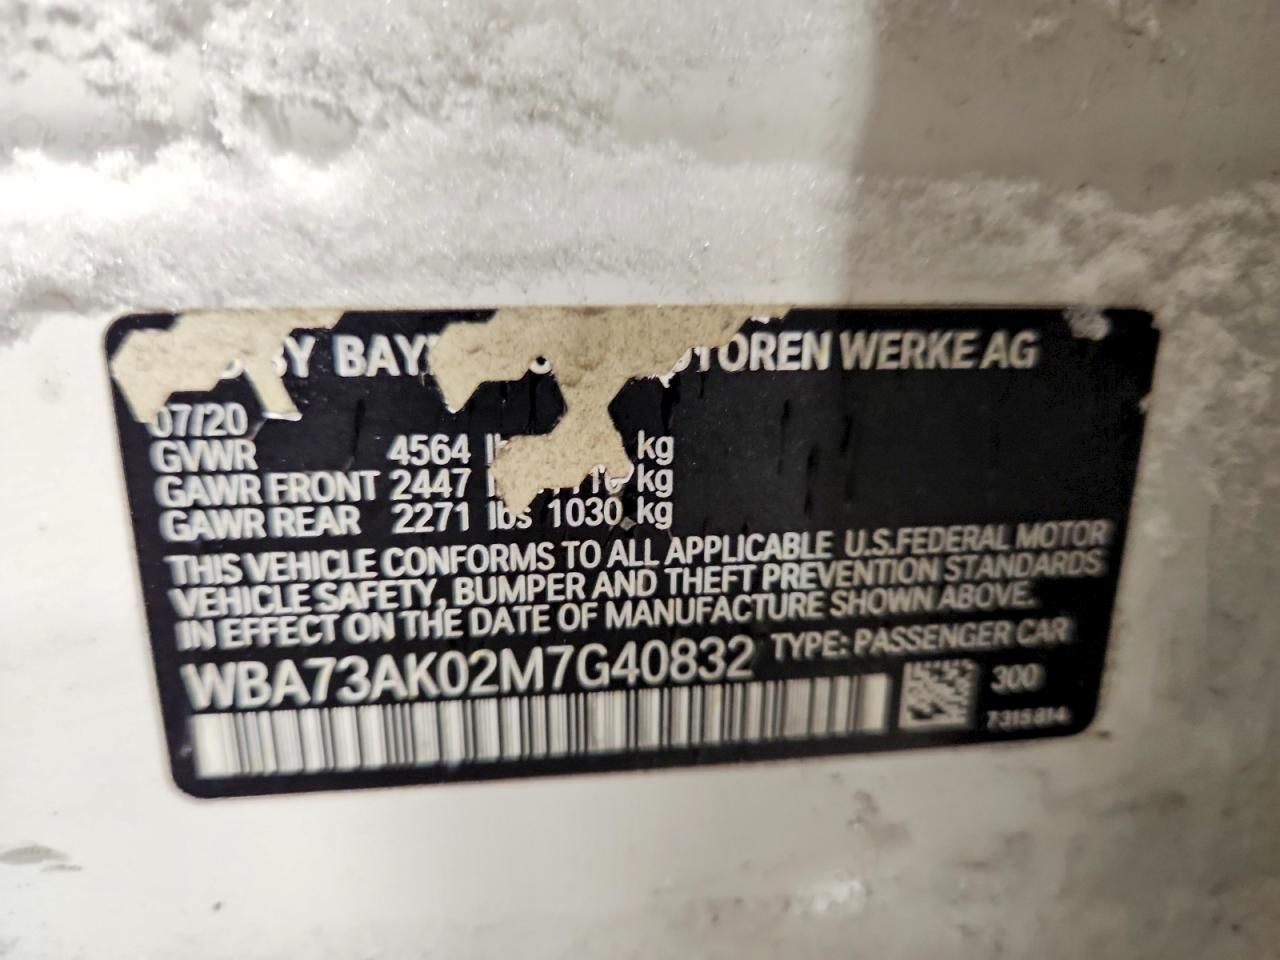 BY BAY OTOREN WERKE AG
07/20
GVWR 4564 kg
GAWR FRONT 2447 kg
GAWR REAR 2271 lbs 1030 kg
THIS VEHICLE CONFORMS TO ALL APPLICABLE U.S.FEDERAL MOTOR
VEHICLE SAFETY, BUMPER AND THEFT PREVENTION STANDARDS
IN EFFECT ON THE DATE OF MANUFACTURE SHOWN ABOVE.
WBA73AK02M7G40832 TYPE: PASSENGER CAR
300
7315814